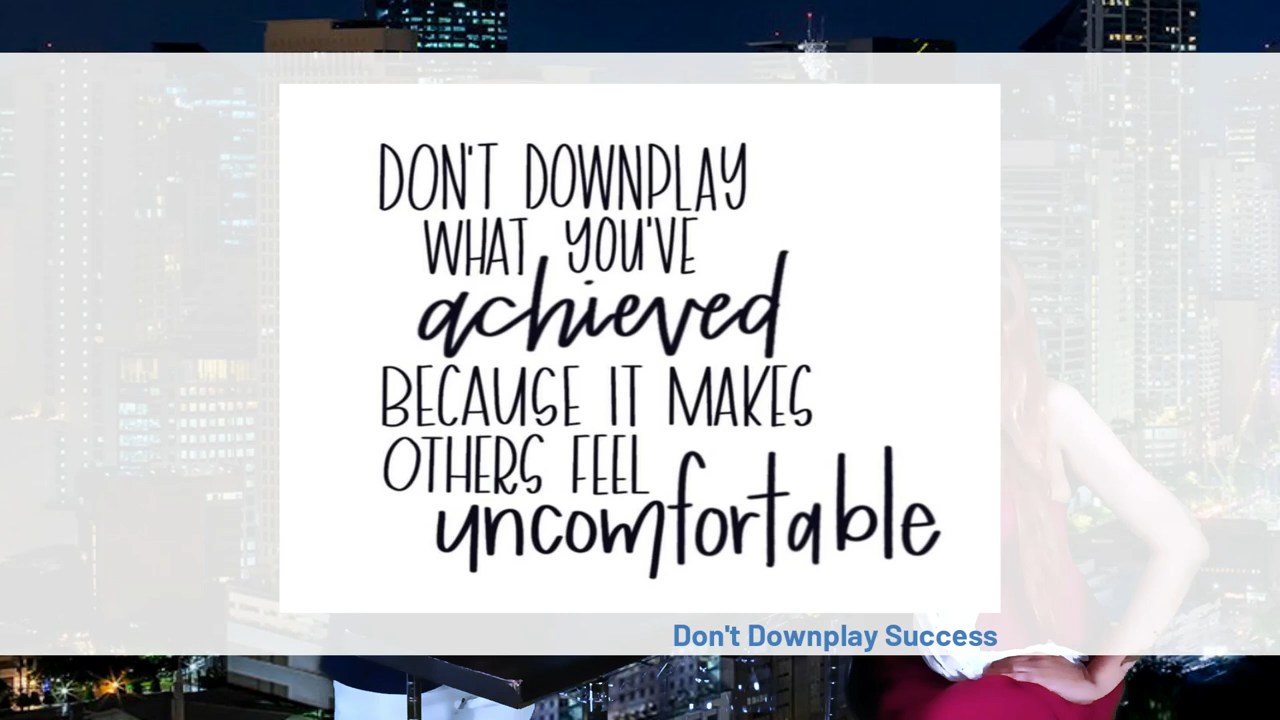 DON'T DOWNPLAY
WHAT YOU'VE
achieved
BECAUSE IT MAKES
OTHERS FEEL
uncomfortable
Don't Downplay Success